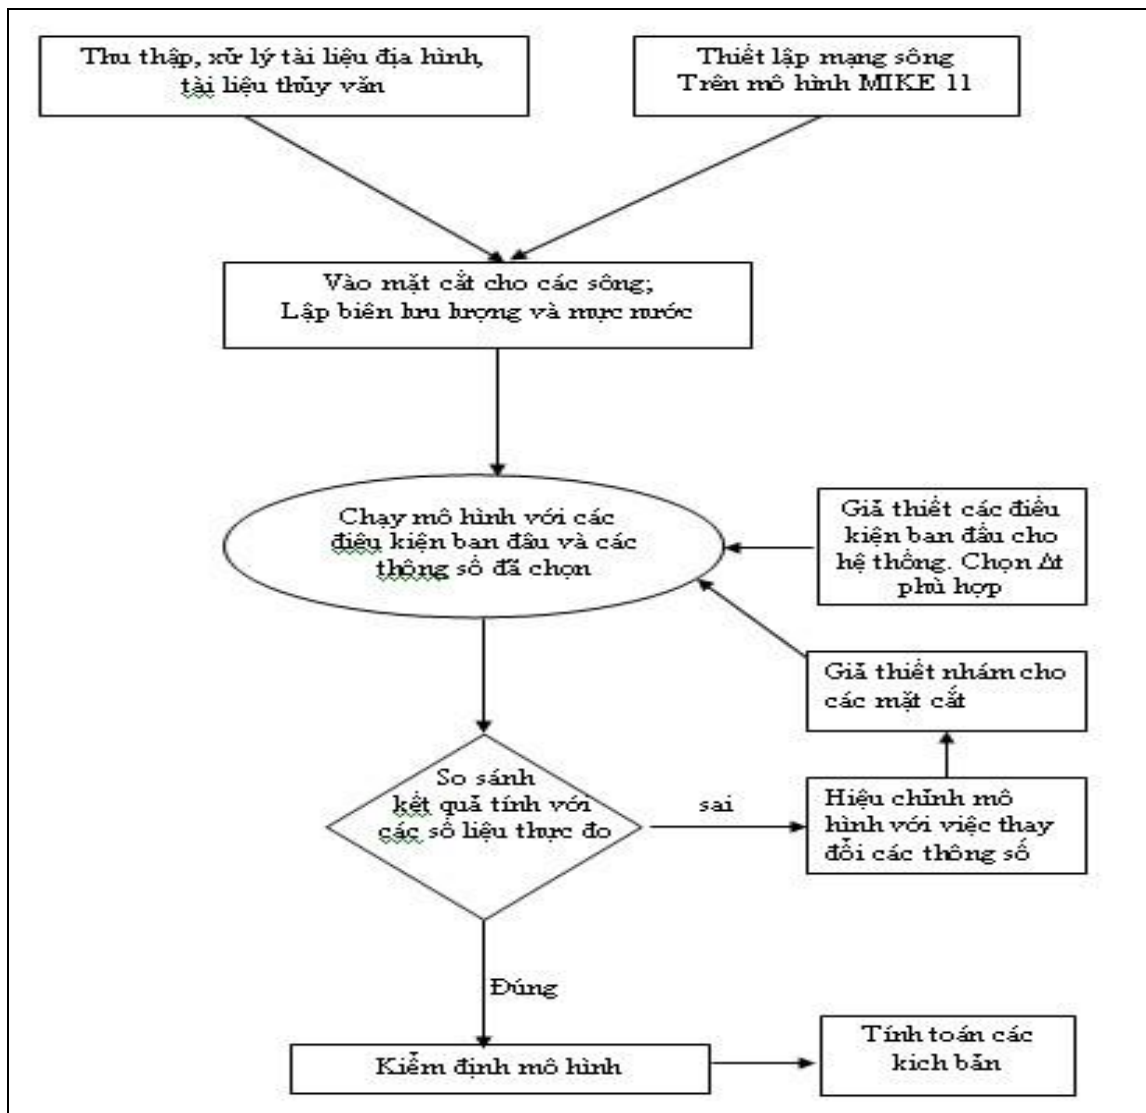 Thu thập, xử lý tài liệu địa hình,
tài liệu thủy văn
Thiết lập mạng sông
Trên mô hình MIKE 11
Vào mặt cắt cho các sông;
Lập biên lưu lượng và mực nước
Chạy mô hình với các
điều kiện ban đầu và các
thông số đã chọn
Giả thiết các điều
kiện ban đầu cho
hệ thống. Chọn Δt
phù hợp
Giả thiết nhám cho
các mặt cắt
So sánh
kết quả tính với
các số liệu thực đo
sai
Hiệu chỉnh mô
hình với việc thay
đổi các thông số
Đúng
Kiểm định mô hình
Tính toán các
kich bản